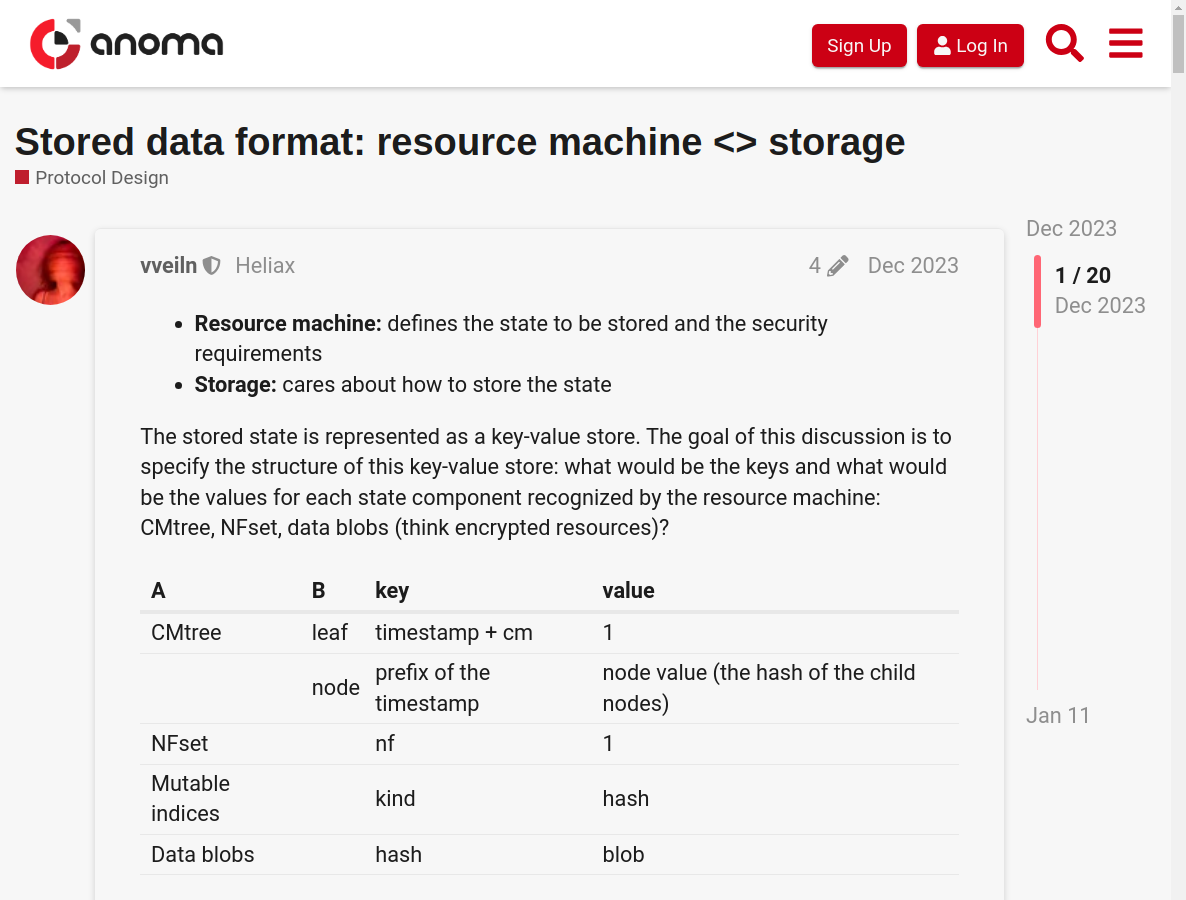 anoma
Sign Up
Log In
Stored data format: resource machine <> storage
Protocol Design
vveiln Heliax 4 Dec 2023
• Resource machine: defines the state to be stored and the security
requirements
• Storage: cares about how to store the state
The stored state is represented as a key-value store. The goal of this discussion is to
specify the structure of this key-value store: what would be the keys and what would
be the values for each state component recognized by the resource machine:
CMtree, NFset, data blobs (think encrypted resources)?
A B key value
CMtree leaf timestamp + cm 1
node prefix of the timestamp node value (the hash of the child nodes)
NFset nf 1
Mutable indices kind hash
Data blobs hash blob
Dec 2023
1 / 20
Dec 2023
Jan 11